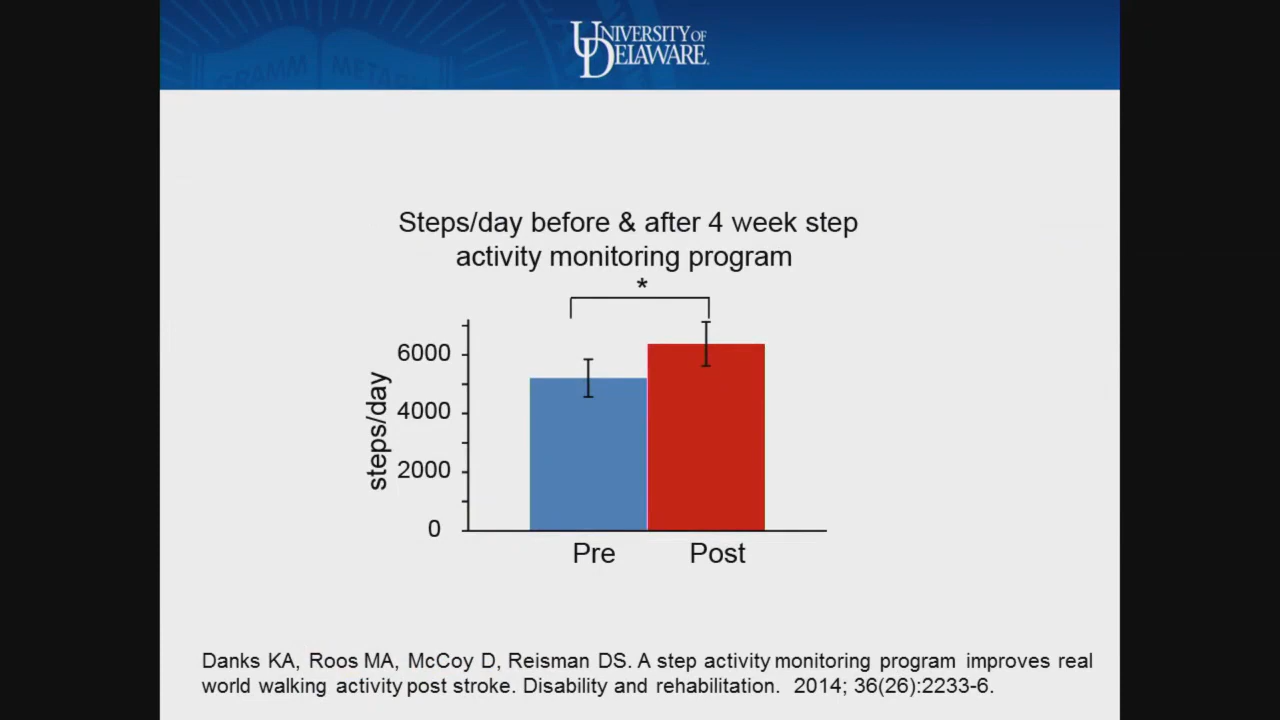 GRAMM METAP
UNIVERSITY OF
DELAWARE.
Steps/day before & after 4 week step
activity monitoring program
*
steps/day
6000
4000
2000
0
Pre
Post
Danks KA, Roos MA, McCoy D, Reisman DS. A step activity monitoring program improves real
world walking activity post stroke. Disability and rehabilitation. 2014; 36(26):2233-6.